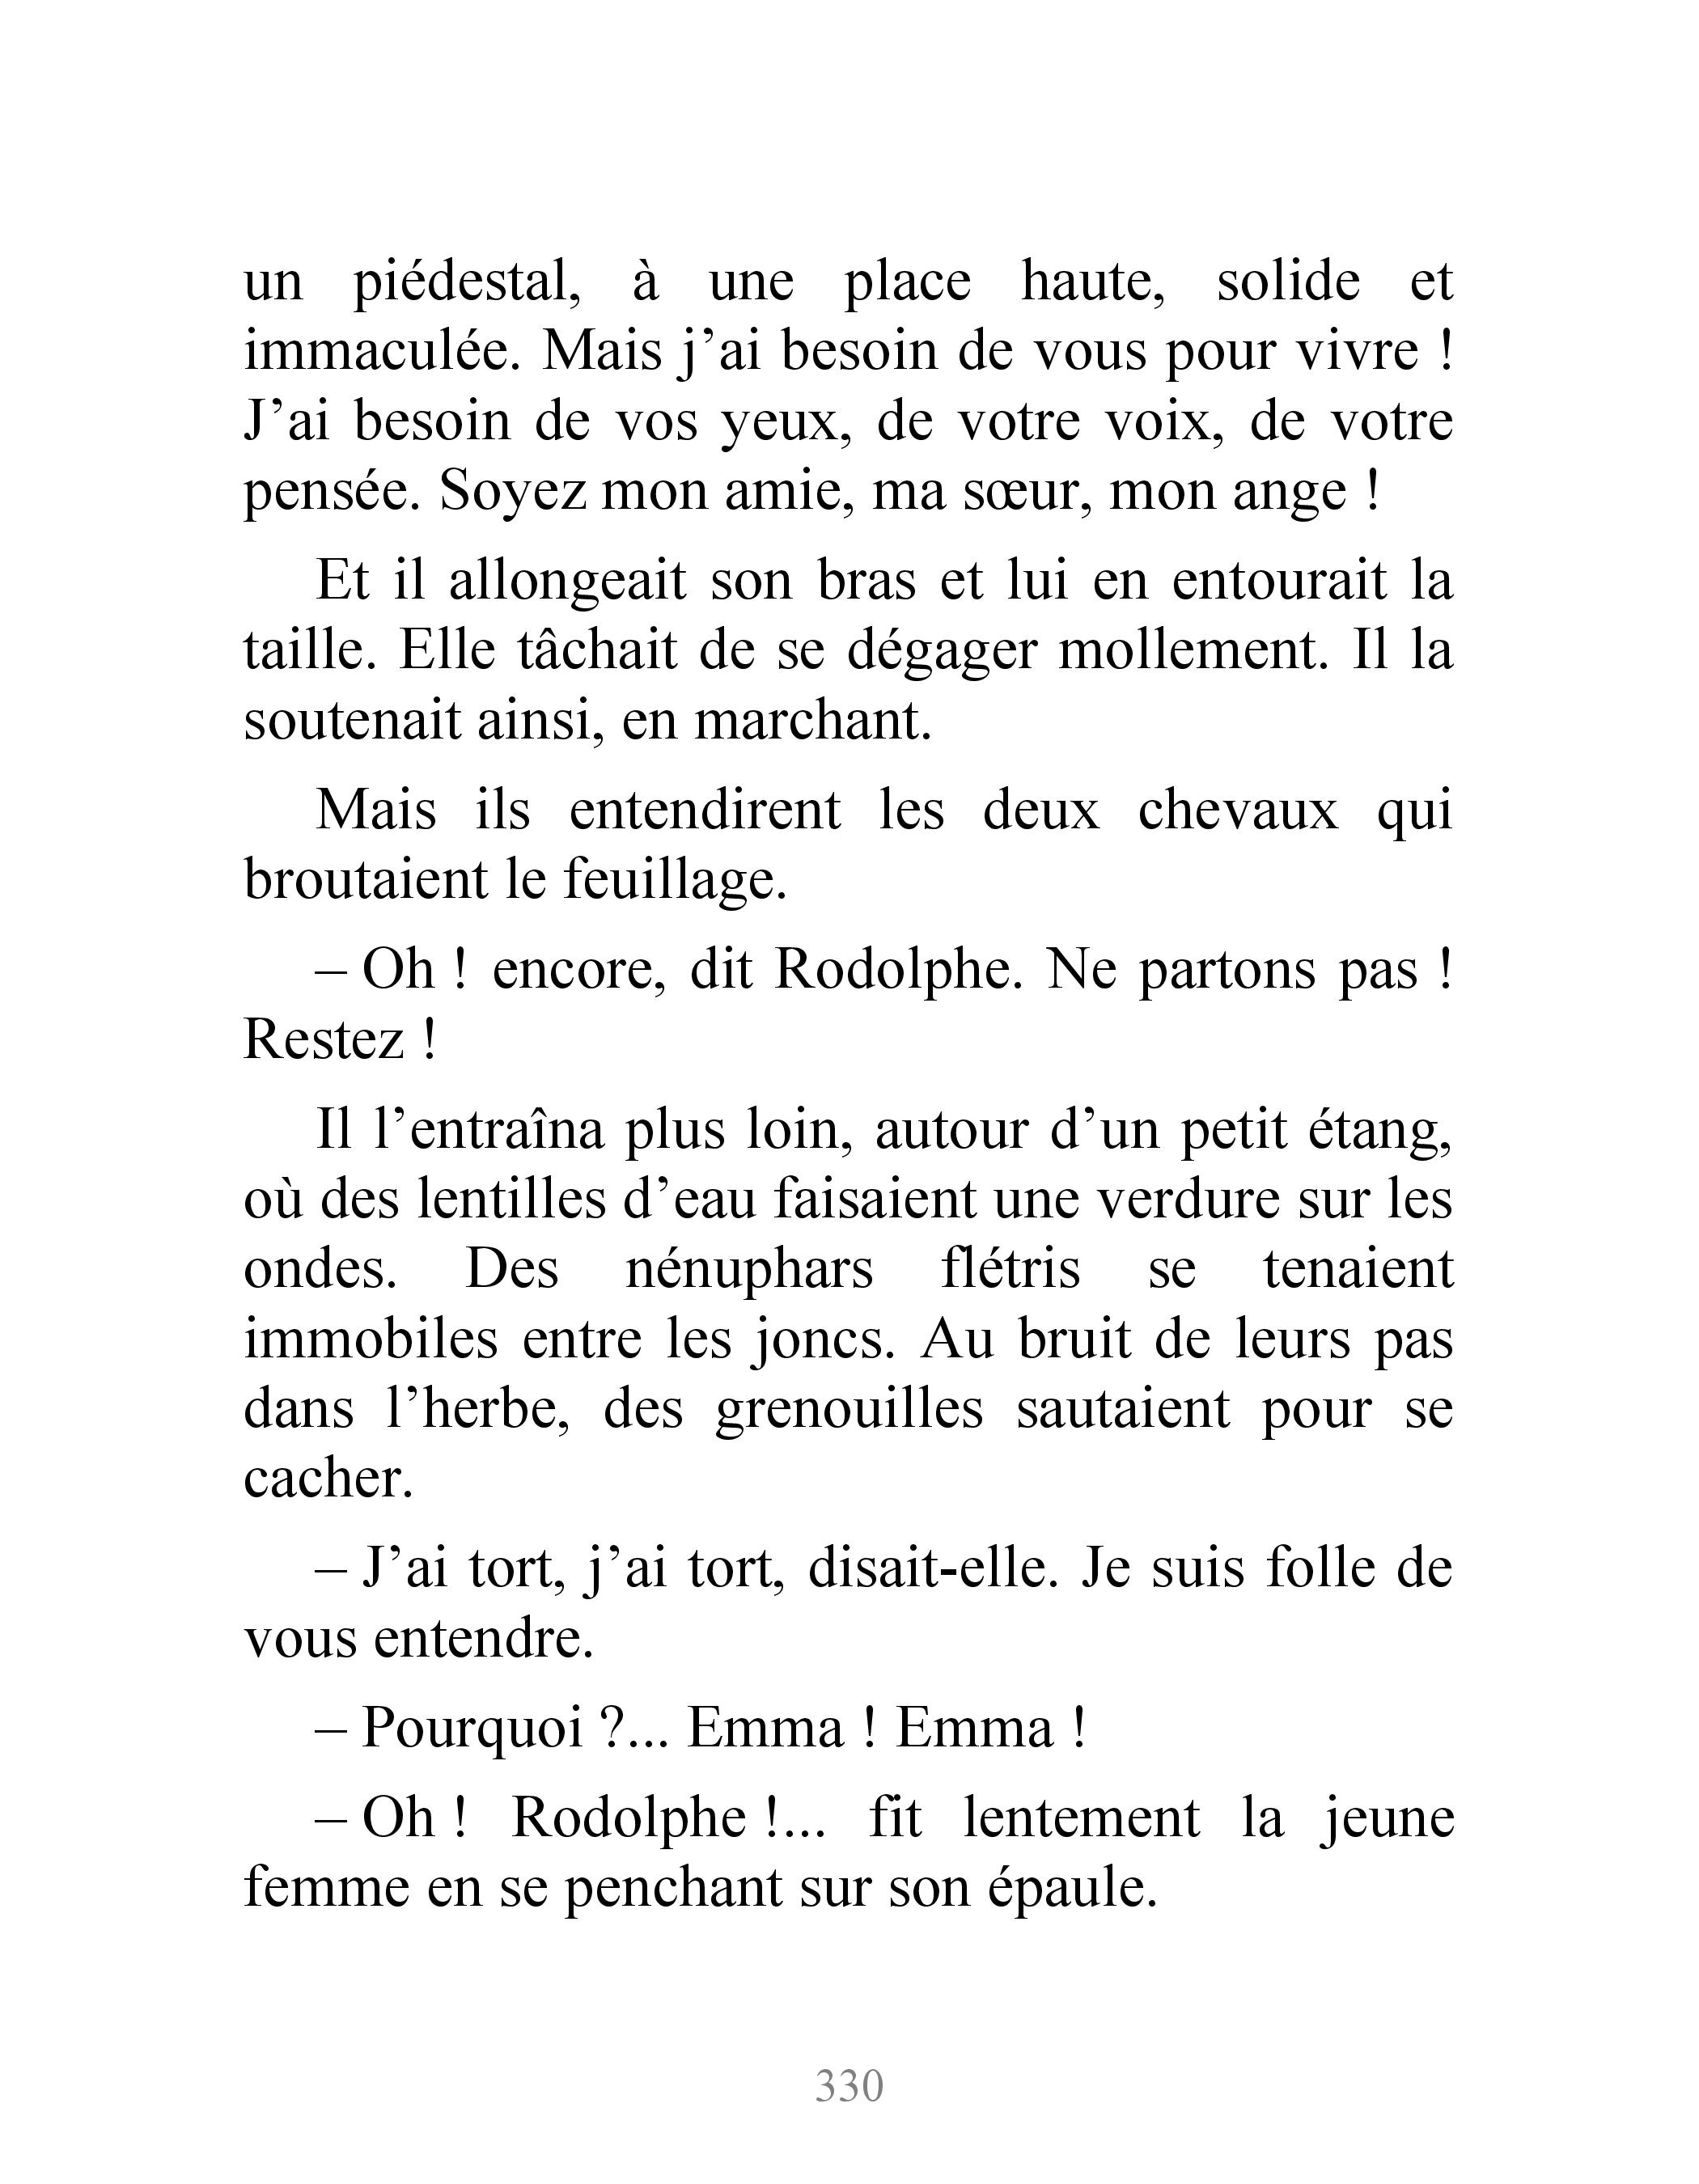 un piédestal, à une place haute, solide et
immaculée. Mais j’ai besoin de vous pour vivre !
J’ai besoin de vos yeux, de votre voix, de votre
pensée. Soyez mon amie, ma sœur, mon ange !
Et il allongeait son bras et lui en entourait la
taille. Elle tâchait de se dégager mollement. Il la
soutenait ainsi, en marchant.
Mais ils entendirent les deux chevaux qui
broutaient le feuillage.
– Oh ! encore, dit Rodolphe. Ne partons pas !
Restez !
Il l’entraîna plus loin, autour d’un petit étang,
où des lentilles d’eau faisaient une verdure sur les
ondes. Des nénuphars flétris se tenaient
immobiles entre les joncs. Au bruit de leurs pas
dans l’herbe, des grenouilles sautaient pour se
cacher.
– J’ai tort, j’ai tort, disait-elle. Je suis folle de
vous entendre.
– Pourquoi ?... Emma ! Emma !
– Oh ! Rodolphe !... fit lentement la jeune
femme en se penchant sur son épaule.
330